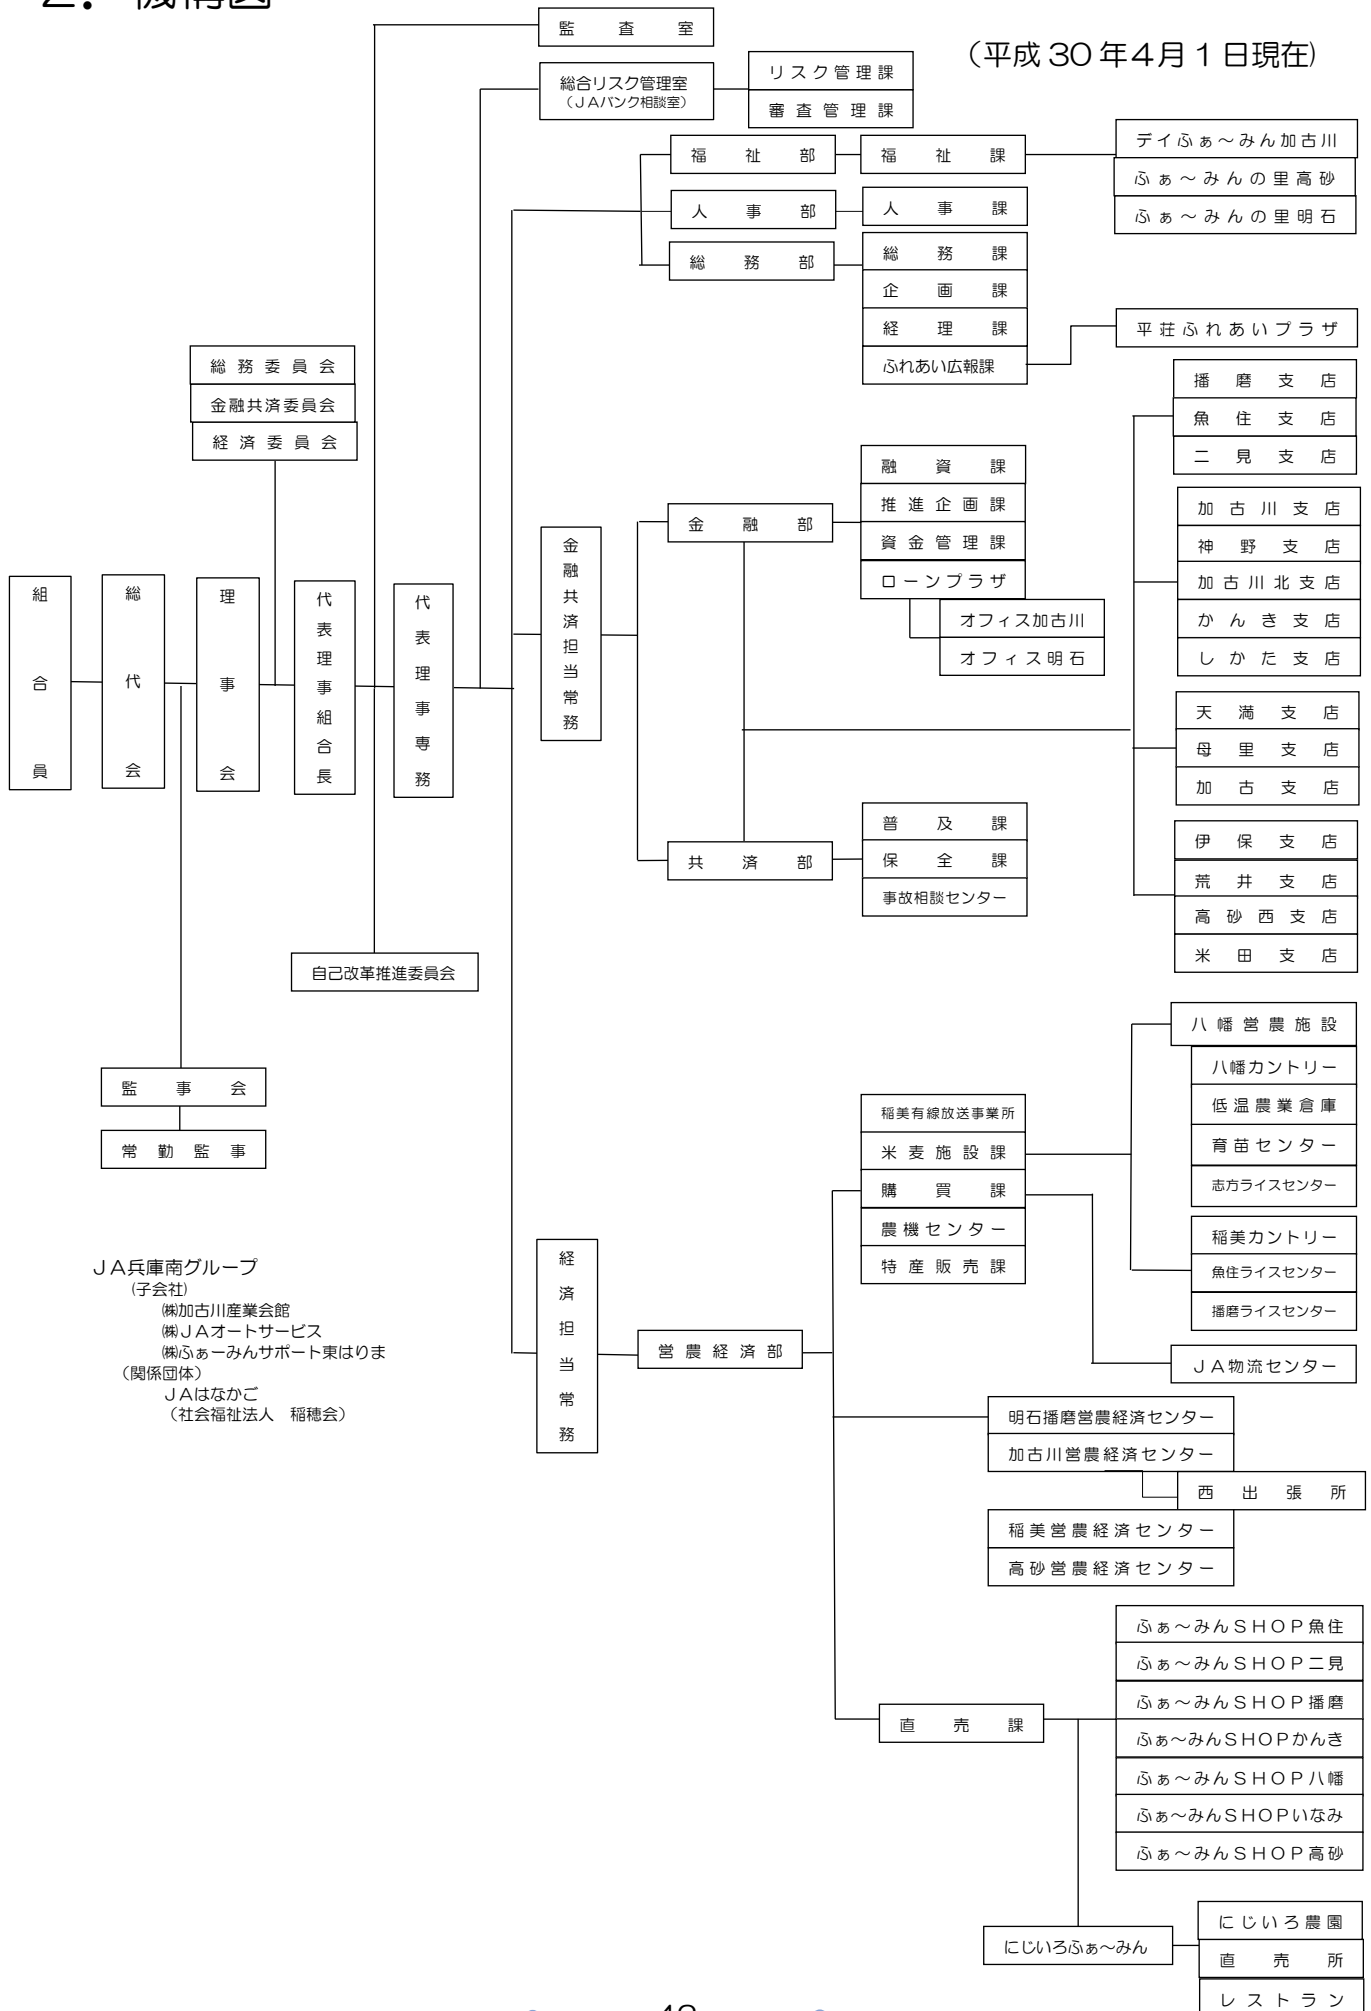 2．機構図
（平成30年4月1日現在）
監査室
総合リスク管理室
（JAバンク相談室）
リスク管理課
審査管理課
福祉部
福祉課
デイふぁ～みん加古川
ふぁ～みんの里高砂
ふぁ～みんの里明石
人事部
人事課
総務部
総務課
企画課
経理課
ふれあい広報課
平荘ふれあいプラザ
総務委員会
金融共済委員会
経済委員会
組合員
総代会
理事会
代表理事組合長
代表理事専務
金融共済担当常務
金融部
融資課
推進企画課
資金管理課
ローンプラザ
オフィス加古川
オフィス明石
播磨支店
魚住支店
二見支店
加古川支店
神野支店
加古川北支店
かんき支店
しかた支店
天満支店
母里支店
加古支店
伊保支店
荒井支店
高砂西支店
米田支店
共済部
普及課
保全課
事故相談センター
自己改革推進委員会
監事会
常勤監事
経済担当常務
営農経済部
稲美有線放送事業所
米麦施設課
購買課
農機センター
特産販売課
八幡営農施設
八幡カントリー
低温農業倉庫
育苗センター
志方ライスセンター
稲美カントリー
魚住ライスセンター
播磨ライスセンター
JA物流センター
明石播磨営農経済センター
加古川営農経済センター
西出張所
稲美営農経済センター
高砂営農経済センター
直売課
ふぁ～みんSHOP魚住
ふぁ～みんSHOP二見
ふぁ～みんSHOP播磨
ふぁ～みんSHOPかんき
ふぁ～みんSHOP八幡
ふぁ～みんSHOPいなみ
ふぁ～みんSHOP高砂
にじいろふぁ～みん
にじいろ農園
直売所
レストラン
JA兵庫南グループ
（子会社）
㈱加古川産業会館
㈱JAオートサービス
㈱ふぁーみんサポート東はりま
（関係団体）
JAはなかご
（社会福祉法人　稲穂会）